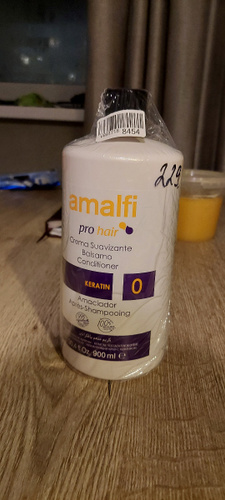 8454
229
amalfi
pro hair
Crema Suavizante
Balsamo
Conditioner
KERATIN 0
Amaciador
Après-Shampooing
900 ml e